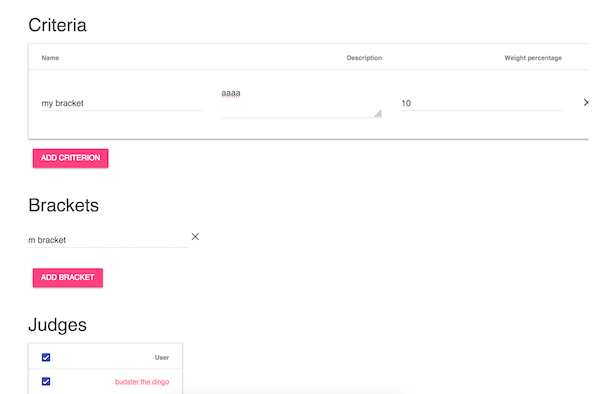 Criteria
Name Description Weight percentage
aaaa
my bracket 10
ADD CRITERION
Brackets
m bracket
ADD BRACKET
Judges
User
budster the dingo